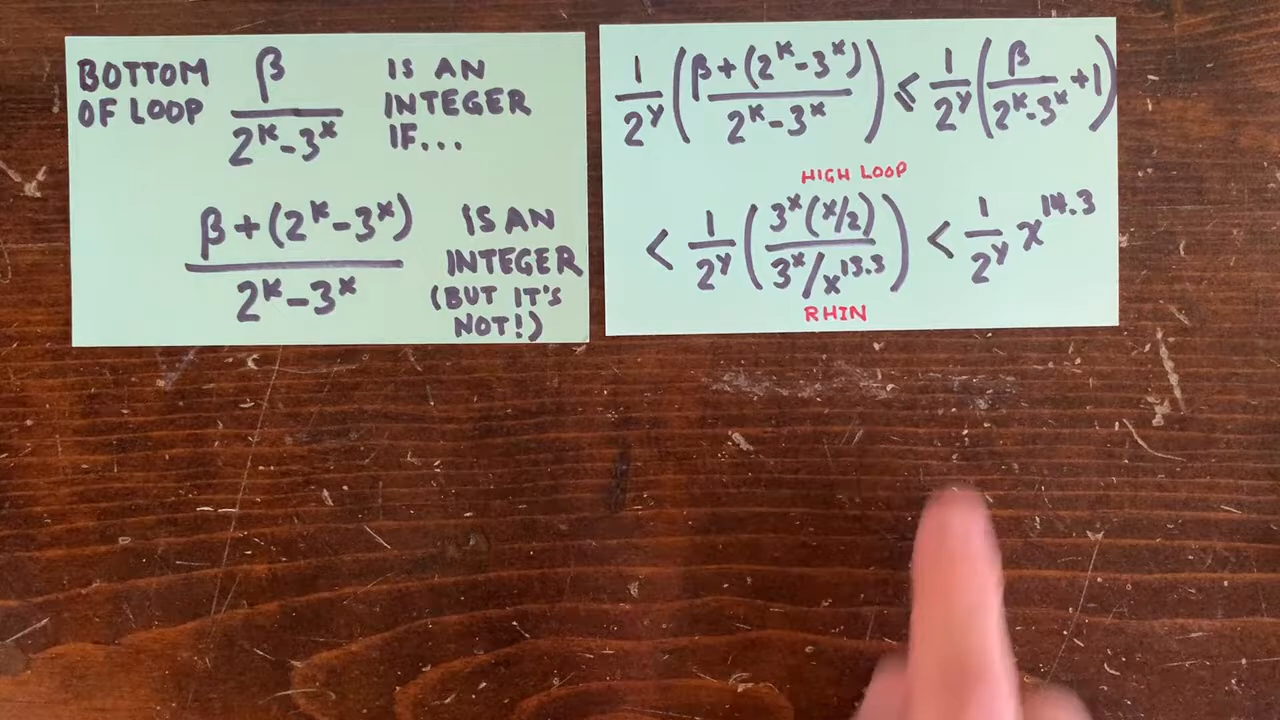 BOTTOM
OF LOOP
β / (2^K - 3^x)
IS AN
INTEGER
IF...
(β + (2^K - 3^x)) / (2^K - 3^x)
IS AN
INTEGER
(BUT IT'S
NOT!)
1/2^y ((β + (2^K - 3^x)) / (2^K - 3^x)) ≤ 1/2^y (β / (2^K - 3^x) + 1)
HIGH LOOP
< 1/2^y (3^x (x/2) / (3^x / x^13.3)) < 1/2^y x^14.3
RHIN